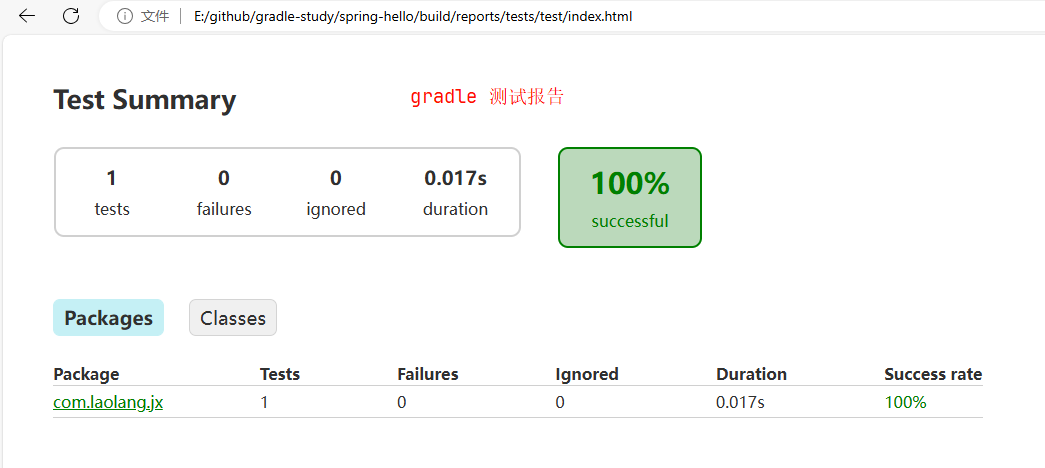 文件 E:/github/gradle-study/spring-hello/build/reports/tests/test/index.html
Test Summary gradle 测试报告
1 0 0 0.017s 100%
tests failures ignored duration successful
Packages Classes
Package Tests Failures Ignored Duration Success rate
com.laolang.jx 1 0 0 0.017s 100%